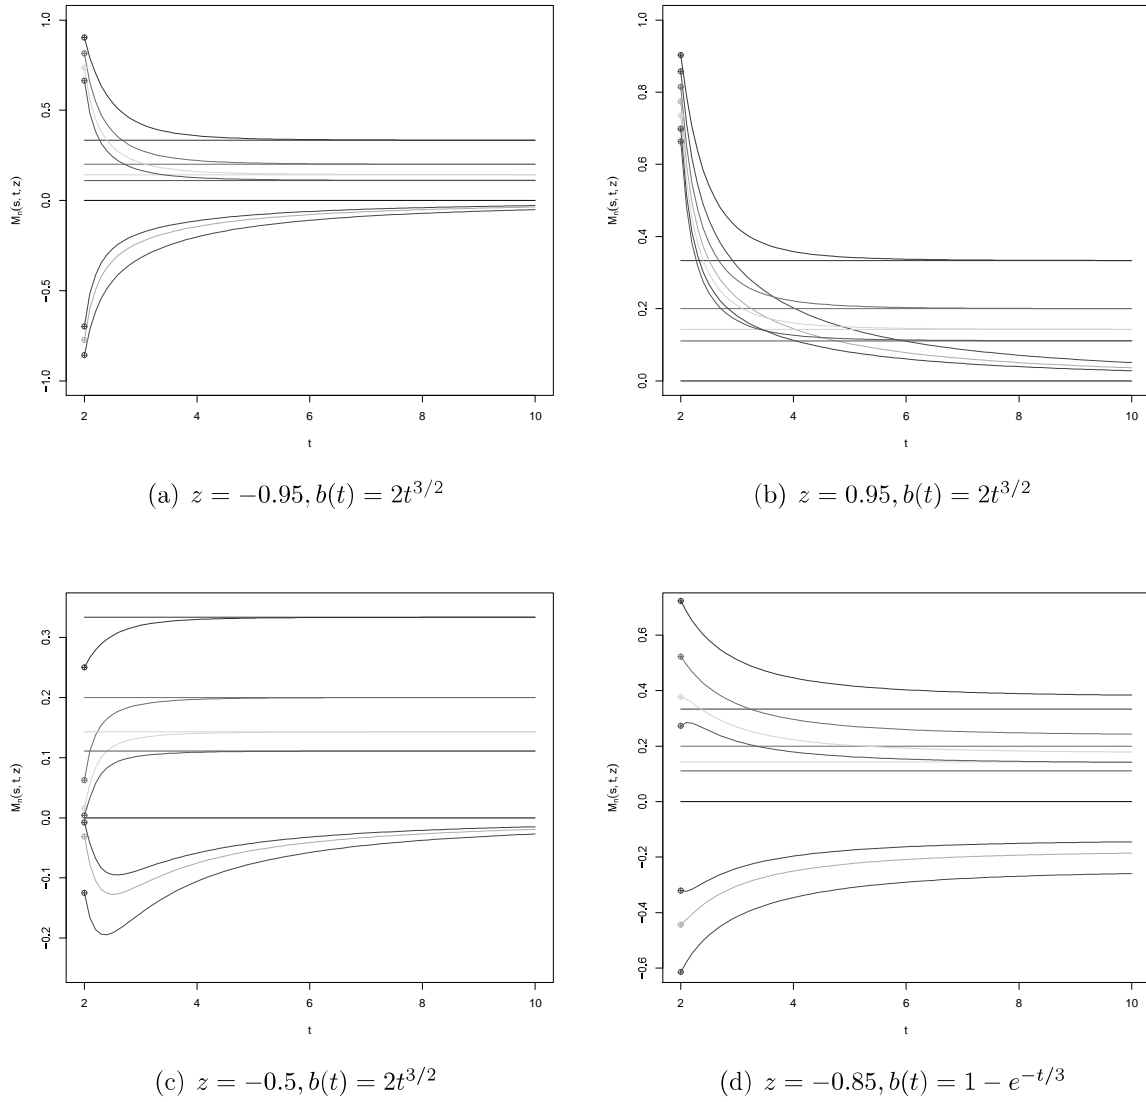 1.0
0.5
0.0
−0.5
−1.0
M_n(s, t, z)
2 4 6 8 10
t
(a) z = −0.95, b(t) = 2t^{3/2}
1.0
0.8
0.6
0.4
0.2
0.0
M_n(s, t, z)
2 4 6 8 10
t
(b) z = 0.95, b(t) = 2t^{3/2}
0.3
0.2
0.1
0.0
−0.1
−0.2
M_n(s, t, z)
2 4 6 8 10
t
(c) z = −0.5, b(t) = 2t^{3/2}
0.6
0.4
0.2
0.0
−0.2
−0.4
−0.6
M_n(s, t, z)
2 4 6 8 10
t
(d) z = −0.85, b(t) = 1 − e^{−t/3}